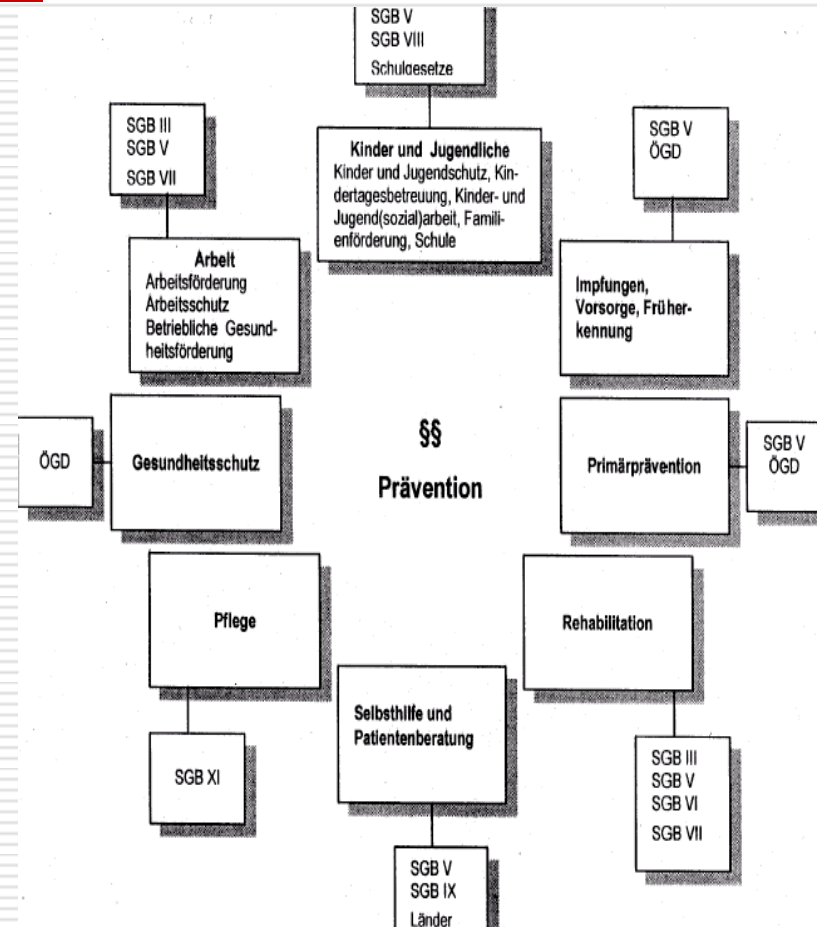 SGB V
SGB VIII
Schulgesetze
SGB III
SGB V
SGB VII
Kinder und Jugendliche
Kinder und Jugendschutz, Kin-
dertagesbetreuung, Kinder- und
Jugend(sozial)arbeit, Famili-
enförderung, Schule
SGB V
ÖGD
Arbeit
Arbeitsförderung
Arbeitsschutz
Betriebliche Gesund-
heitsförderung
Impfungen,
Vorsorge, Früher-
kennung
ÖGD
Gesundheitsschutz
§§
Prävention
Primärprävention
SGB V
ÖGD
Pflege
Rehabilitation
Selbsthilfe und
Patientenberatung
SGB XI
SGB III
SGB V
SGB VI
SGB VII
SGB V
SGB IX
Länder